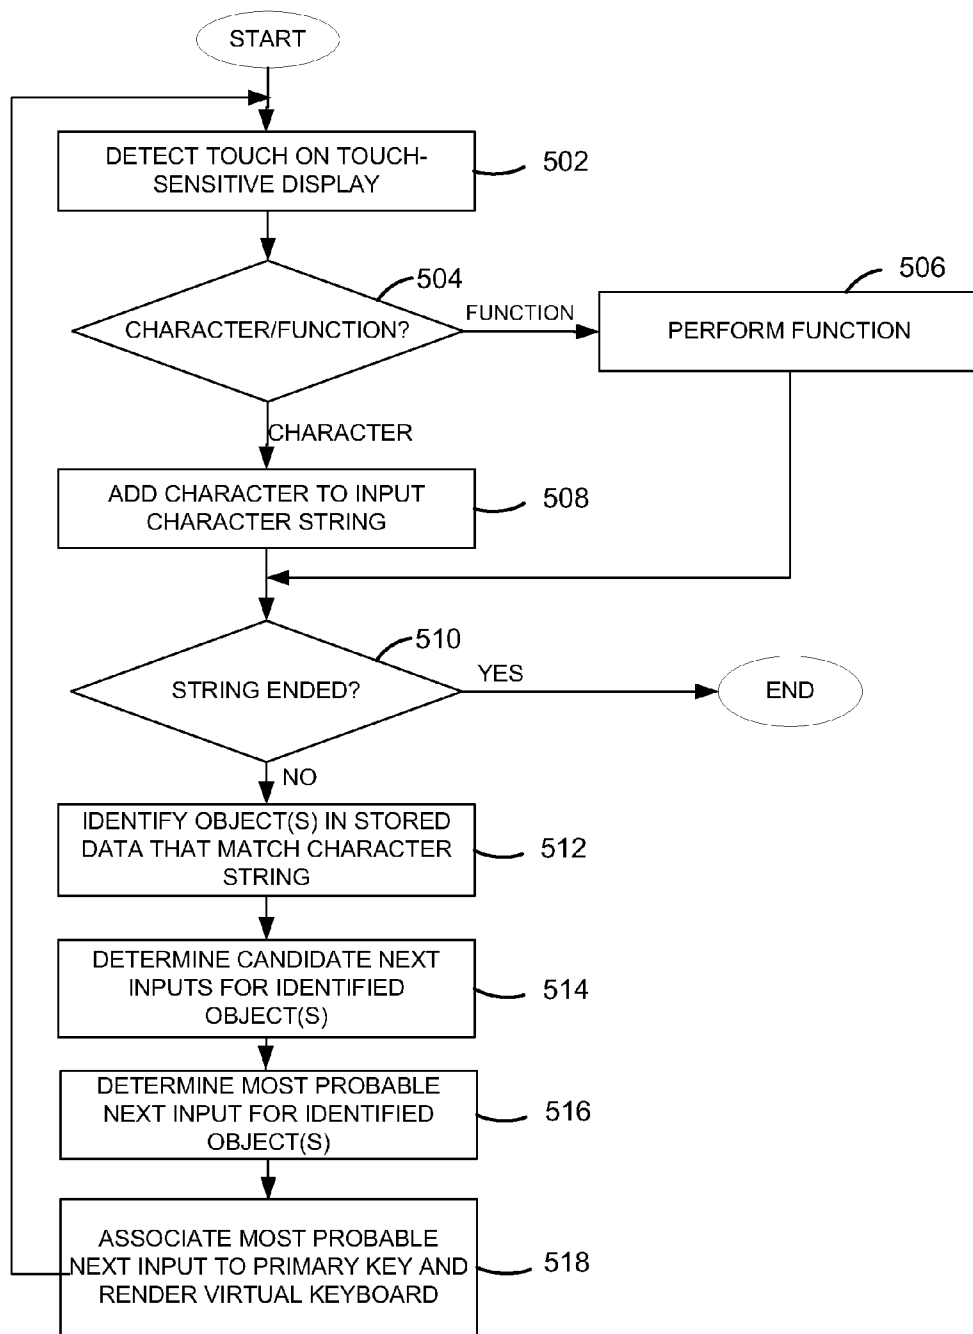 START
DETECT TOUCH ON TOUCH-
SENSITIVE DISPLAY
502
504
CHARACTER/FUNCTION?
FUNCTION
506
PERFORM FUNCTION
CHARACTER
ADD CHARACTER TO INPUT
CHARACTER STRING
508
510
STRING ENDED?
YES
END
NO
IDENTIFY OBJECT(S) IN STORED
DATA THAT MATCH CHARACTER
STRING
512
DETERMINE CANDIDATE NEXT
INPUTS FOR IDENTIFIED
OBJECT(S)
514
DETERMINE MOST PROBABLE
NEXT INPUT FOR IDENTIFIED
OBJECT(S)
516
ASSOCIATE MOST PROBABLE
NEXT INPUT TO PRIMARY KEY AND
RENDER VIRTUAL KEYBOARD
518